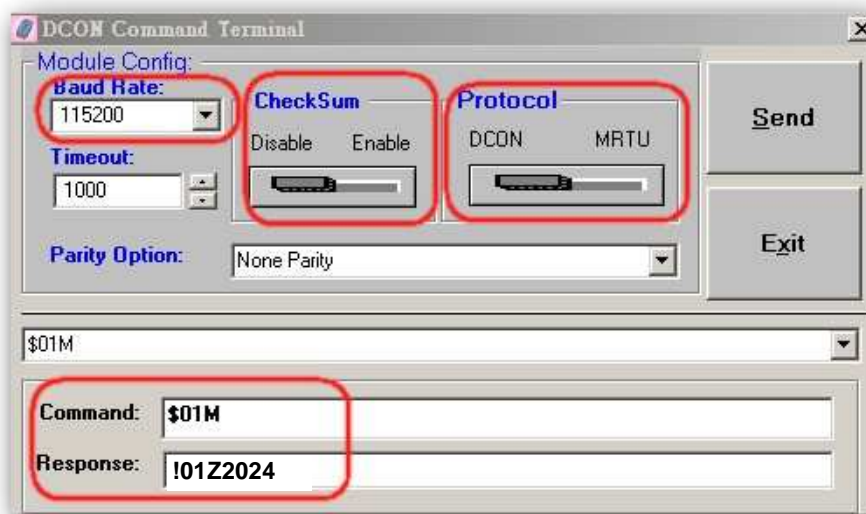 DCON Command Terminal
Module Config:
Baud Rate:
115200
CheckSum
Disable Enable
Protocol
DCON MRTU
Send
Timeout:
1000
Exit
Parity Option:
None Parity
$01M
Command:
$01M
Response:
!01Z2024